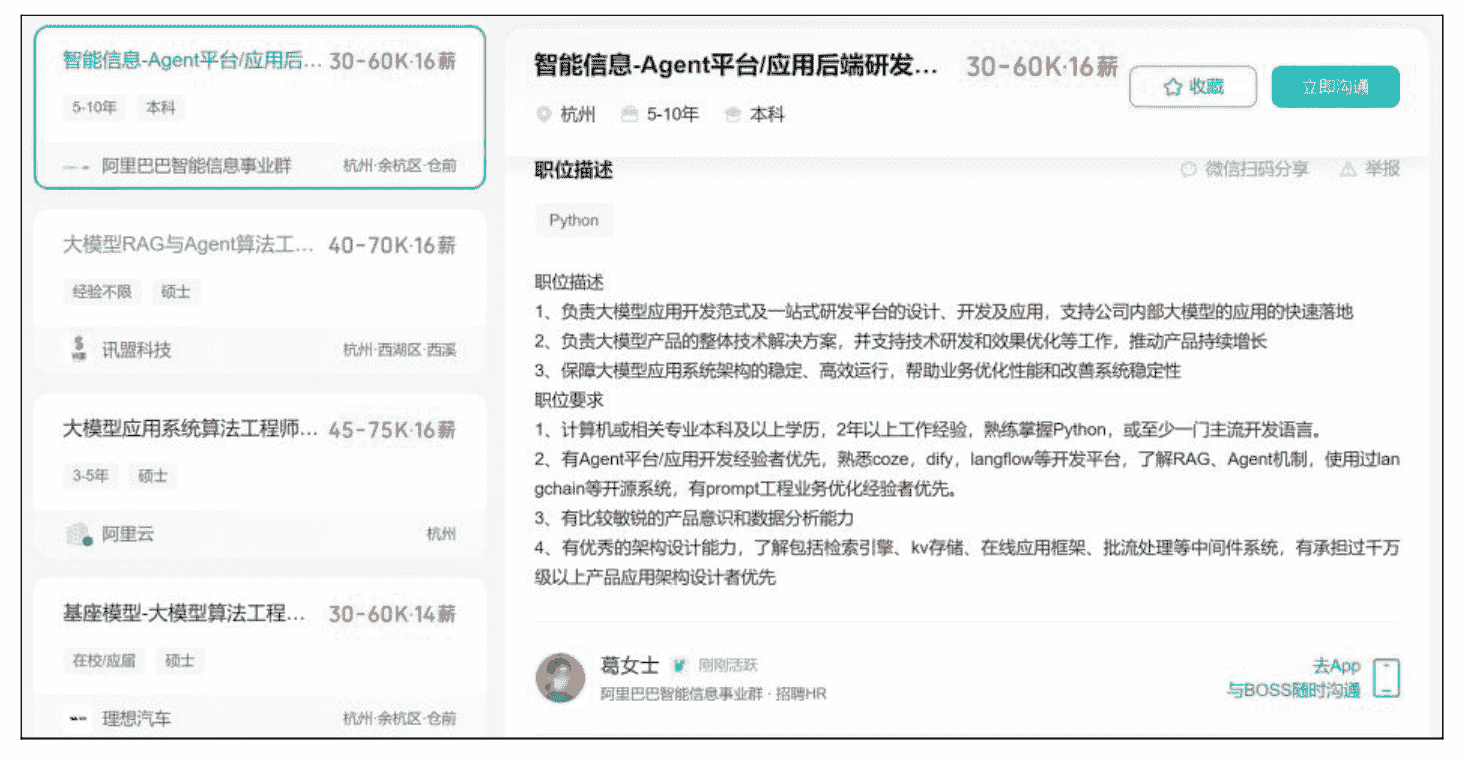 智能信息-Agent平台/应用后... 30-60K·16薪
5-10年 本科
阿里巴巴智能信息事业群 杭州·余杭区·仓前
大模型RAG与Agent算法工... 40-70K·16薪
经验不限 硕士
讯盟科技 杭州·西湖区·西溪
大模型应用系统算法工程师... 45-75K·16薪
3-5年 硕士
阿里云 杭州
基座模型-大模型算法工程... 30-60K·14薪
在校/应届 硕士
理想汽车 杭州·余杭区·仓前
智能信息-Agent平台/应用后端研发... 30-60K·16薪
收藏 立即沟通
杭州 5-10年 本科
职位描述 微信扫码分享 举报
Python
职位描述
1、负责大模型应用开发范式及一站式研发平台的设计、开发及应用，支持公司内部大模型的应用的快速落地
2、负责大模型产品的整体技术解决方案，并支持技术研发和效果优化等工作，推动产品持续增长
3、保障大模型应用系统架构的稳定、高效运行，帮助业务优化性能和改善系统稳定性
职位要求
1、计算机或相关专业本科及以上学历，2年以上工作经验，熟练掌握Python，或至少一门主流开发语言。
2、有Agent平台/应用开发经验者优先，熟悉coze，dify，langflow等开发平台，了解RAG、Agent机制，使用过lan
gchain等开源系统，有prompt工程业务优化经验者优先。
3、有比较敏锐的产品意识和数据分析能力
4、有优秀的架构设计能力，了解包括检索引擎、kv存储、在线应用框架、批流处理等中间件系统，有承担过千万
级以上产品应用架构设计者优先
葛女士 刚刚活跃
阿里巴巴智能信息事业群 · 招聘HR
去App
与BOSS随时沟通